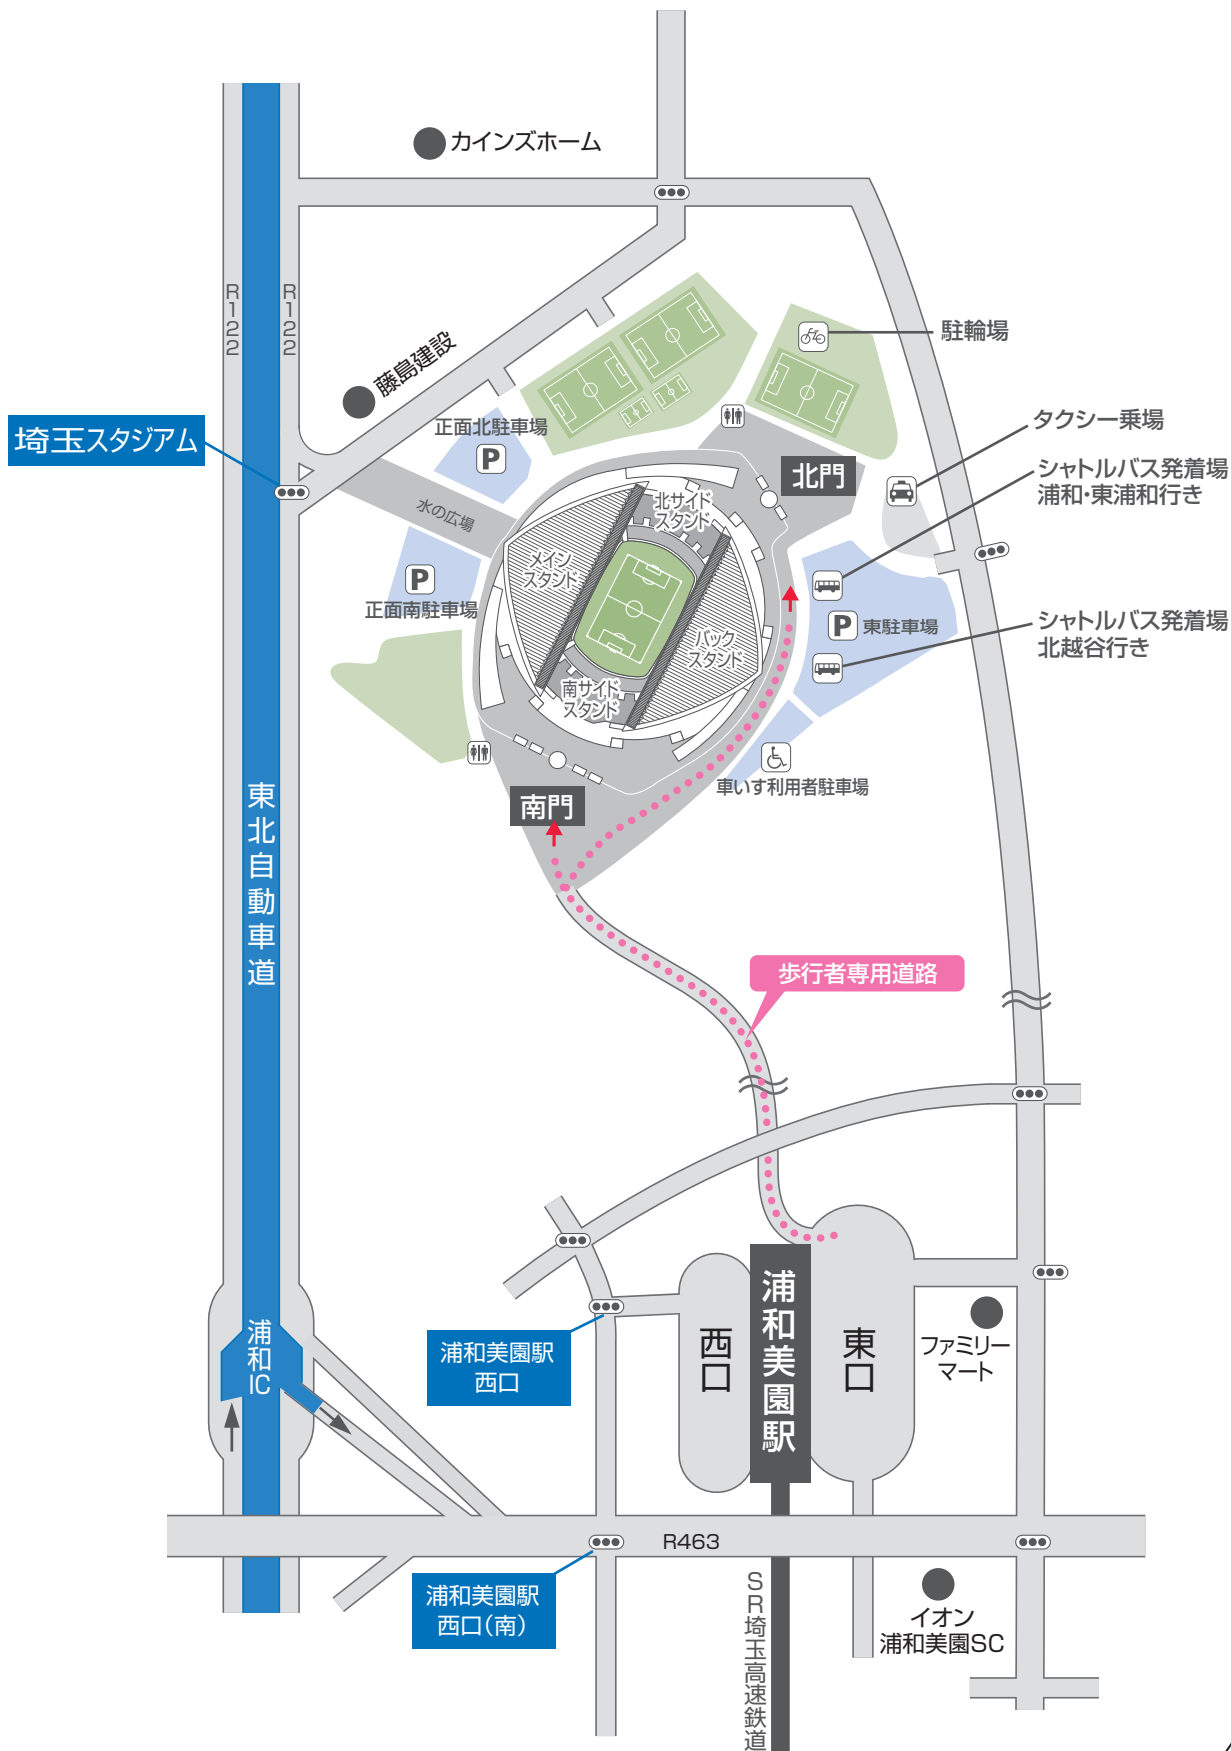 カインズホーム
R122
R122
駐輪場
藤島建設
タクシー乗場
正面北駐車場
P
埼玉スタジアム
北門
シャトルバス発着場
浦和・東浦和行き
水の広場
北サイド
スタンド
メイン
スタンド
P
正面南駐車場
P
東駐車場
シャトルバス発着場
北越谷行き
バック
スタンド
南サイド
スタンド
車いす利用者駐車場
南門
東北自動車道
歩行者専用道路
浦和美園駅
西口
東口
浦和IC
浦和美園駅
西口
ファミリー
マート
R463
浦和美園駅
西口(南)
SR埼玉高速鉄道
イオン
浦和美園SC